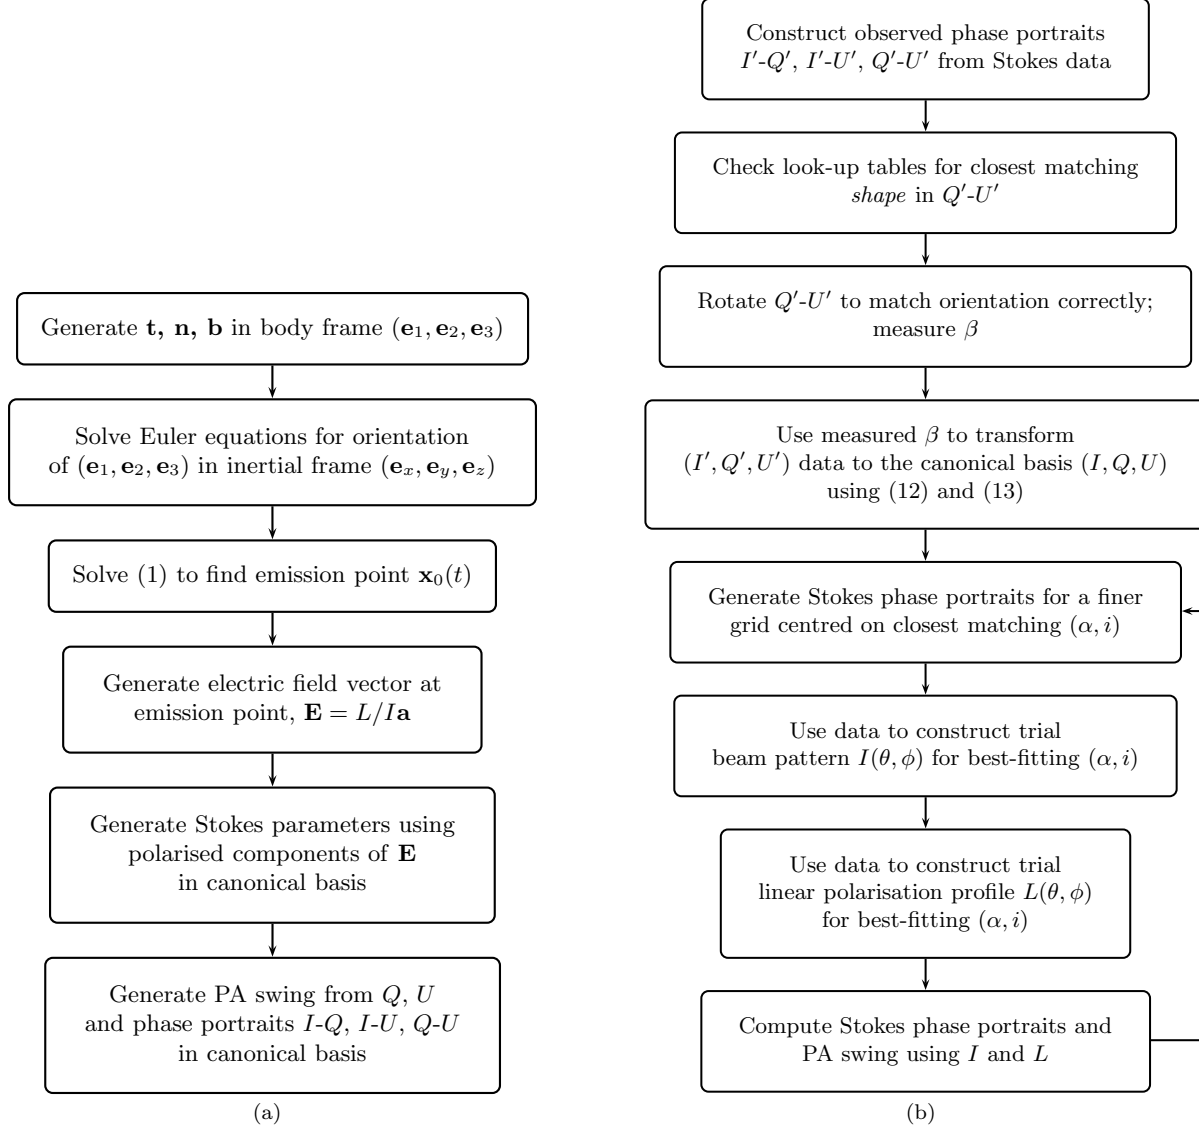 Generate t, n, b in body frame (e₁, e₂, e₃)
Solve Euler equations for orientation
of (e₁, e₂, e₃) in inertial frame (eₓ, e_y, e_z)
Solve (1) to find emission point x₀(t)
Generate electric field vector at
emission point, E = L/Ia
Generate Stokes parameters using
polarised components of E
in canonical basis
Generate PA swing from Q, U
and phase portraits I-Q, I-U, Q-U
in canonical basis
(a)
Construct observed phase portraits
I′-Q′, I′-U′, Q′-U′ from Stokes data
Check look-up tables for closest matching
shape in Q′-U′
Rotate Q′-U′ to match orientation correctly;
measure β
Use measured β to transform
(I′, Q′, U′) data to the canonical basis (I, Q, U)
using (12) and (13)
Generate Stokes phase portraits for a finer
grid centred on closest matching (α, i)
Use data to construct trial
beam pattern I(θ, ϕ) for best-fitting (α, i)
Use data to construct trial
linear polarisation profile L(θ, ϕ)
for best-fitting (α, i)
Compute Stokes phase portraits and
PA swing using I and L
(b)